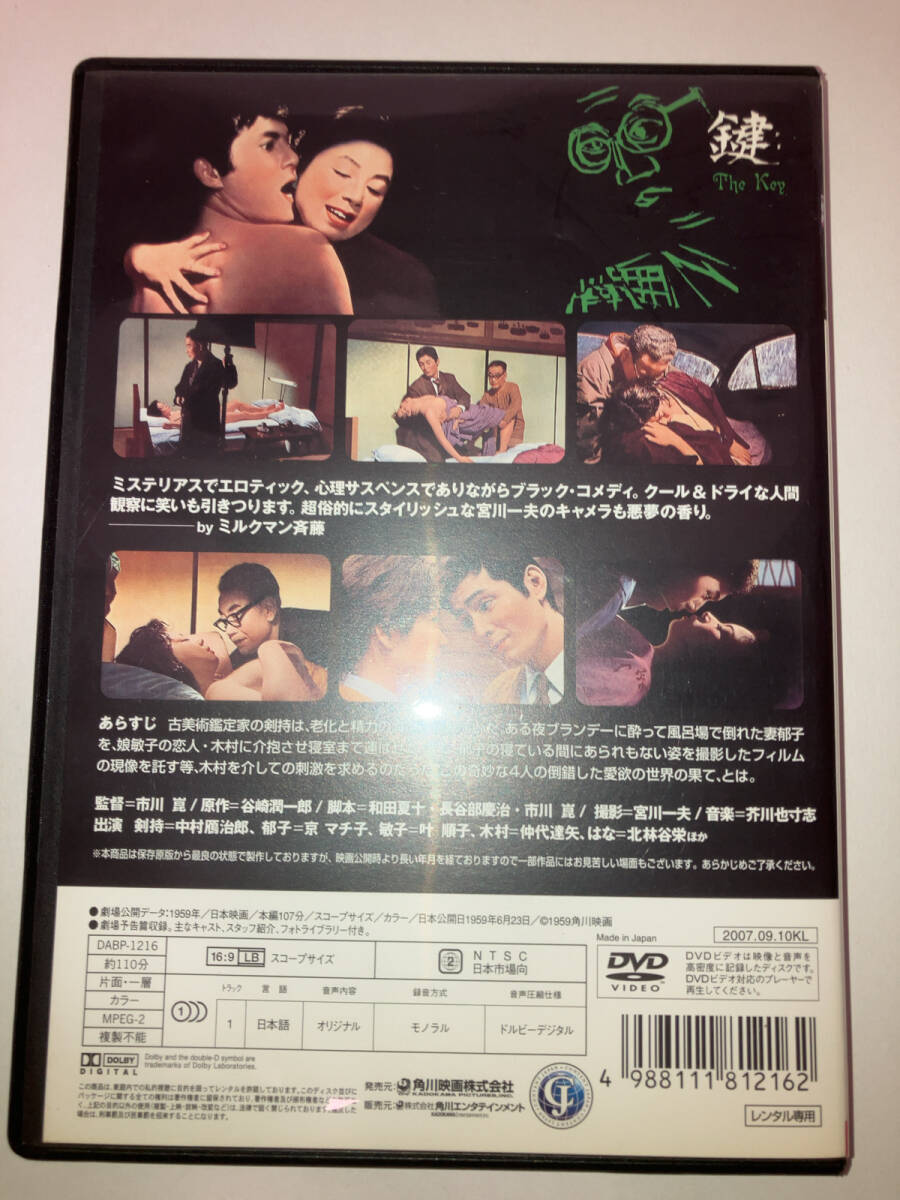 鍵
The Key
ミステリアスでエロティック、心理サスペンスでありながらブラック・コメディ。クール＆ドライな人間
観察に笑いも引きつります。超俗的にスタイリッシュな宮川一夫のキャメラも悪夢の香り。
by ミルクマン斉藤
あらすじ 古美術鑑定家の剣持は、老化と精力の ある夜ブランデーに酔って風呂場で倒れた妻郁子
を、娘敏子の恋人・木村に介抱させ寝室まで運ばせ の寝ている間にあられもない姿を撮影したフィルム
の現像を託す等、木村を介しての刺激を求めるのだった この奇妙な4人の倒錯した愛欲の世界の果て、とは。
監督＝市川 崑 / 原作＝谷崎潤一郎 / 脚本＝和田夏十・長谷部慶治・市川 崑 / 撮影＝宮川一夫 / 音楽＝芥川也寸志
出演 剣持＝中村鴈治郎、郁子＝京 マチ子、敏子＝叶 順子、木村＝仲代達矢、はな＝北林谷栄ほか
※本商品は保存原版から最良の状態で製作しておりますが、映画公開時より長い年月を経ておりますので一部作品にはお見苦しい場面もございます。あらかじめご了承ください。
●劇場公開データ：1959年／日本映画／本編107分／スコープサイズ／カラー／日本公開日1959年6月23日／©1959角川映画
●劇場予告篇収録。主なキャスト、スタッフ紹介、フォトライブラリー付き。
Made in Japan
2007.09.10KL
DABP-1216
約110分
片面・一層
カラー
MPEG-2
複製不能
16:9 LB スコープサイズ
2 NTSC
日本市場向
トラック 言語 音声内容 録音方式 音声圧縮仕様
1 日本語 オリジナル モノラル ドルビーデジタル
1
DVD
VIDEO
DVDビデオは映像と音声を
高密度に記録したディスクです。
DVDビデオ対応のプレーヤーで
再生してください。
DOLBY
DIGITAL
Dolby and the double-D symbol are
trademarks of Dolby Laboratories.
発売元：角川映画株式会社
KADOKAWA PICTURES, INC.
販売元：株式会社角川エンタテインメント
4 988111 812162
レンタル専用